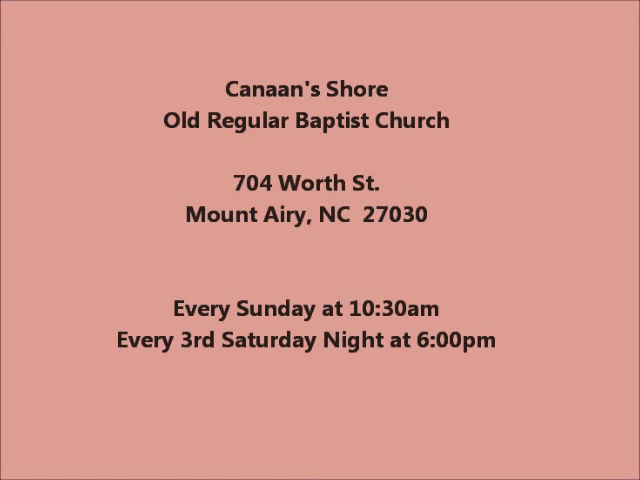 Canaan's Shore
Old Regular Baptist Church
704 Worth St.
Mount Airy, NC  27030
Every Sunday at 10:30am
Every 3rd Saturday Night at 6:00pm